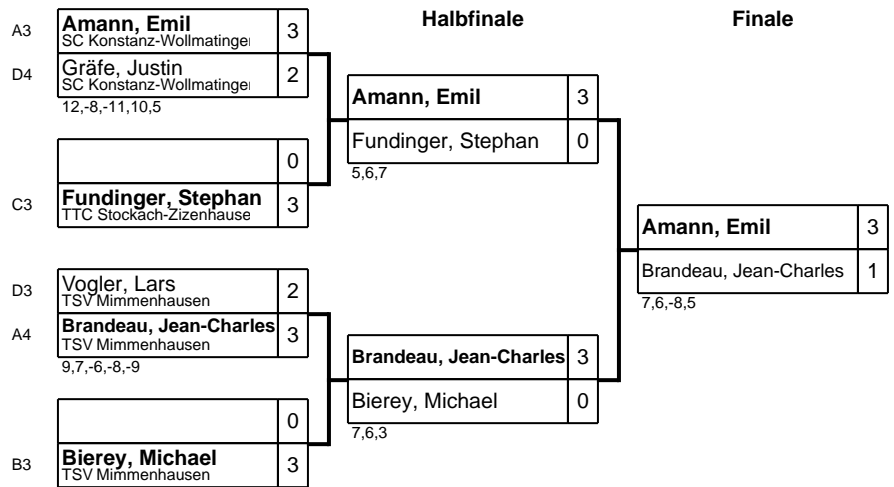 Halbfinale
Finale
A3
Amann, Emil
3
SC Konstanz-Wollmatingen
D4
Gräfe, Justin
2
SC Konstanz-Wollmatingen
12,-8,-11,10,5
0
C3
Fundinger, Stephan
3
TTC Stockach-Zizenhause
D3
Vogler, Lars
2
TSV Mimmenhausen
A4
Brandeau, Jean-Charles
3
TSV Mimmenhausen
9,7,-6,-8,-9
0
B3
Bierey, Michael
3
TSV Mimmenhausen
Amann, Emil
3
Fundinger, Stephan
0
5,6,7
Brandeau, Jean-Charles
3
Bierey, Michael
0
7,6,3
Amann, Emil
3
Brandeau, Jean-Charles
1
7,6,-8,5